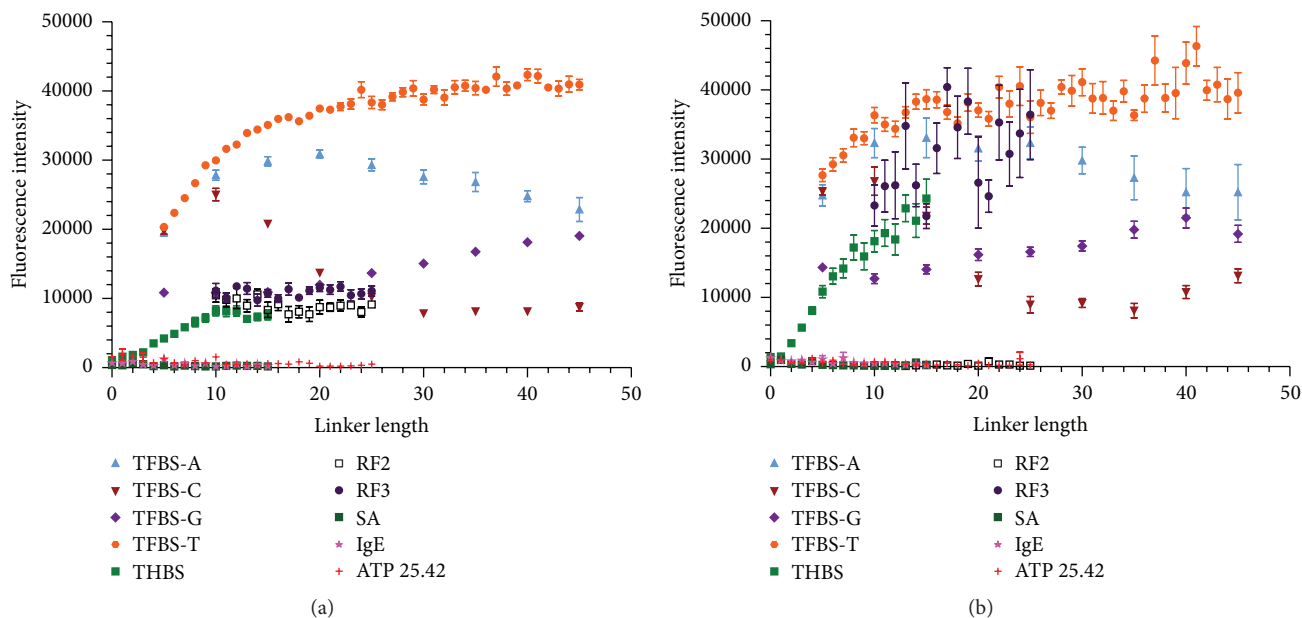 50000
40000
30000
20000
10000
0
Fluorescence intensity
0 10 20 30 40 50
Linker length
TFBS-A
TFBS-C
TFBS-G
TFBS-T
THBS
RF2
RF3
SA
IgE
ATP 25.42
(a)
50000
40000
30000
20000
10000
0
Fluorescence intensity
0 10 20 30 40 50
Linker length
TFBS-A
TFBS-C
TFBS-G
TFBS-T
THBS
RF2
RF3
SA
IgE
ATP 25.42
(b)